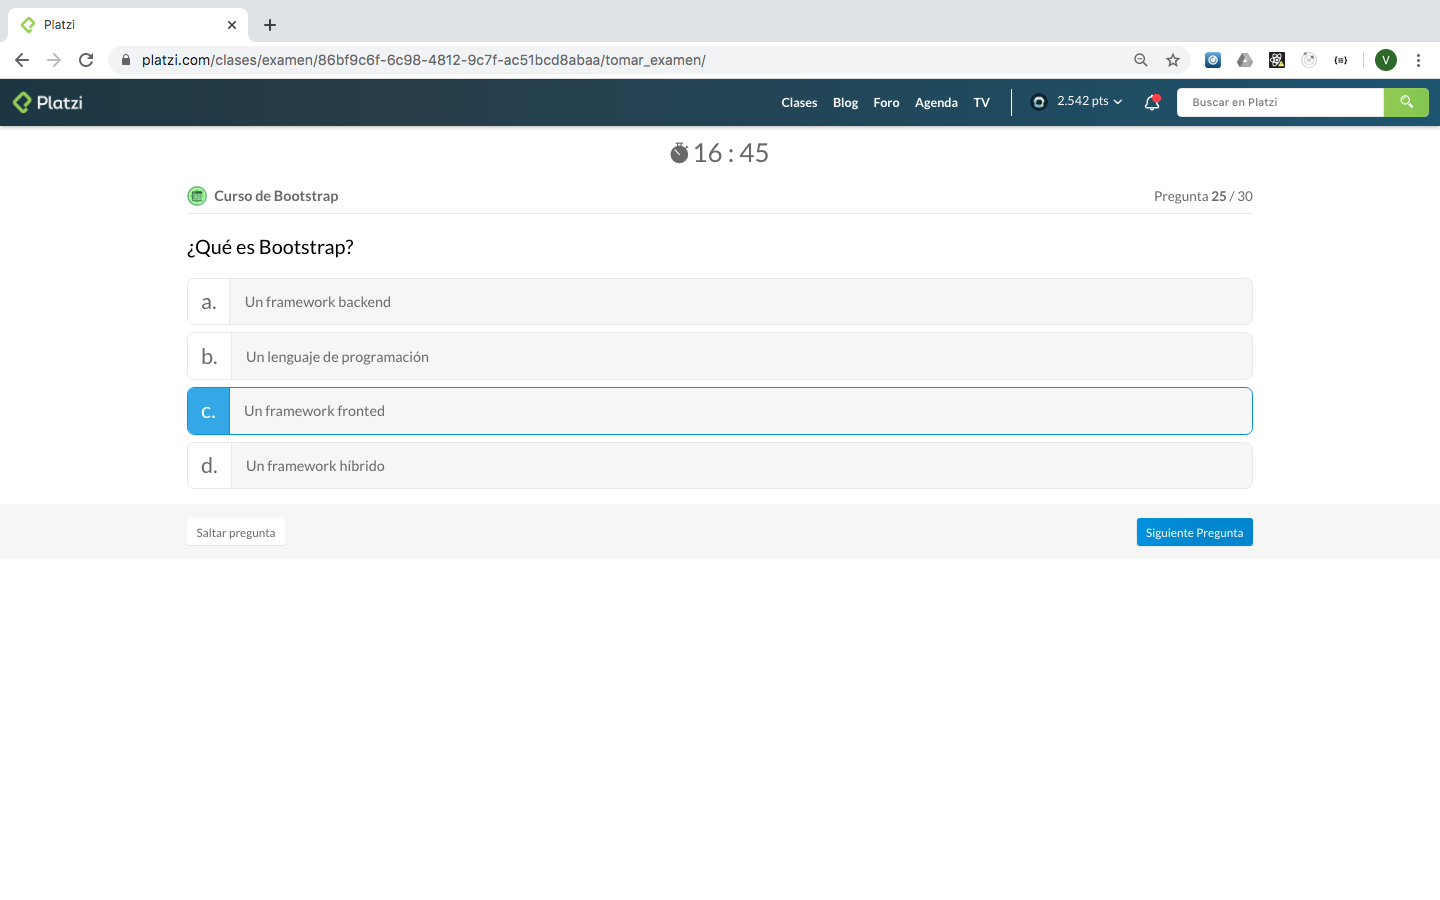 Platzi
platzi.com/clases/examen/86bf9c6f-6c98-4812-9c7f-ac51bcd8abaa/tomar_examen/
V
Platzi
Clases Blog Foro Agenda TV 2.542 pts Buscar en Platzi
16 : 45
Curso de Bootstrap
Pregunta 25 / 30
¿Qué es Bootstrap?
a. Un framework backend
b. Un lenguaje de programación
c. Un framework fronted
d. Un framework híbrido
Saltar pregunta
Siguiente Pregunta